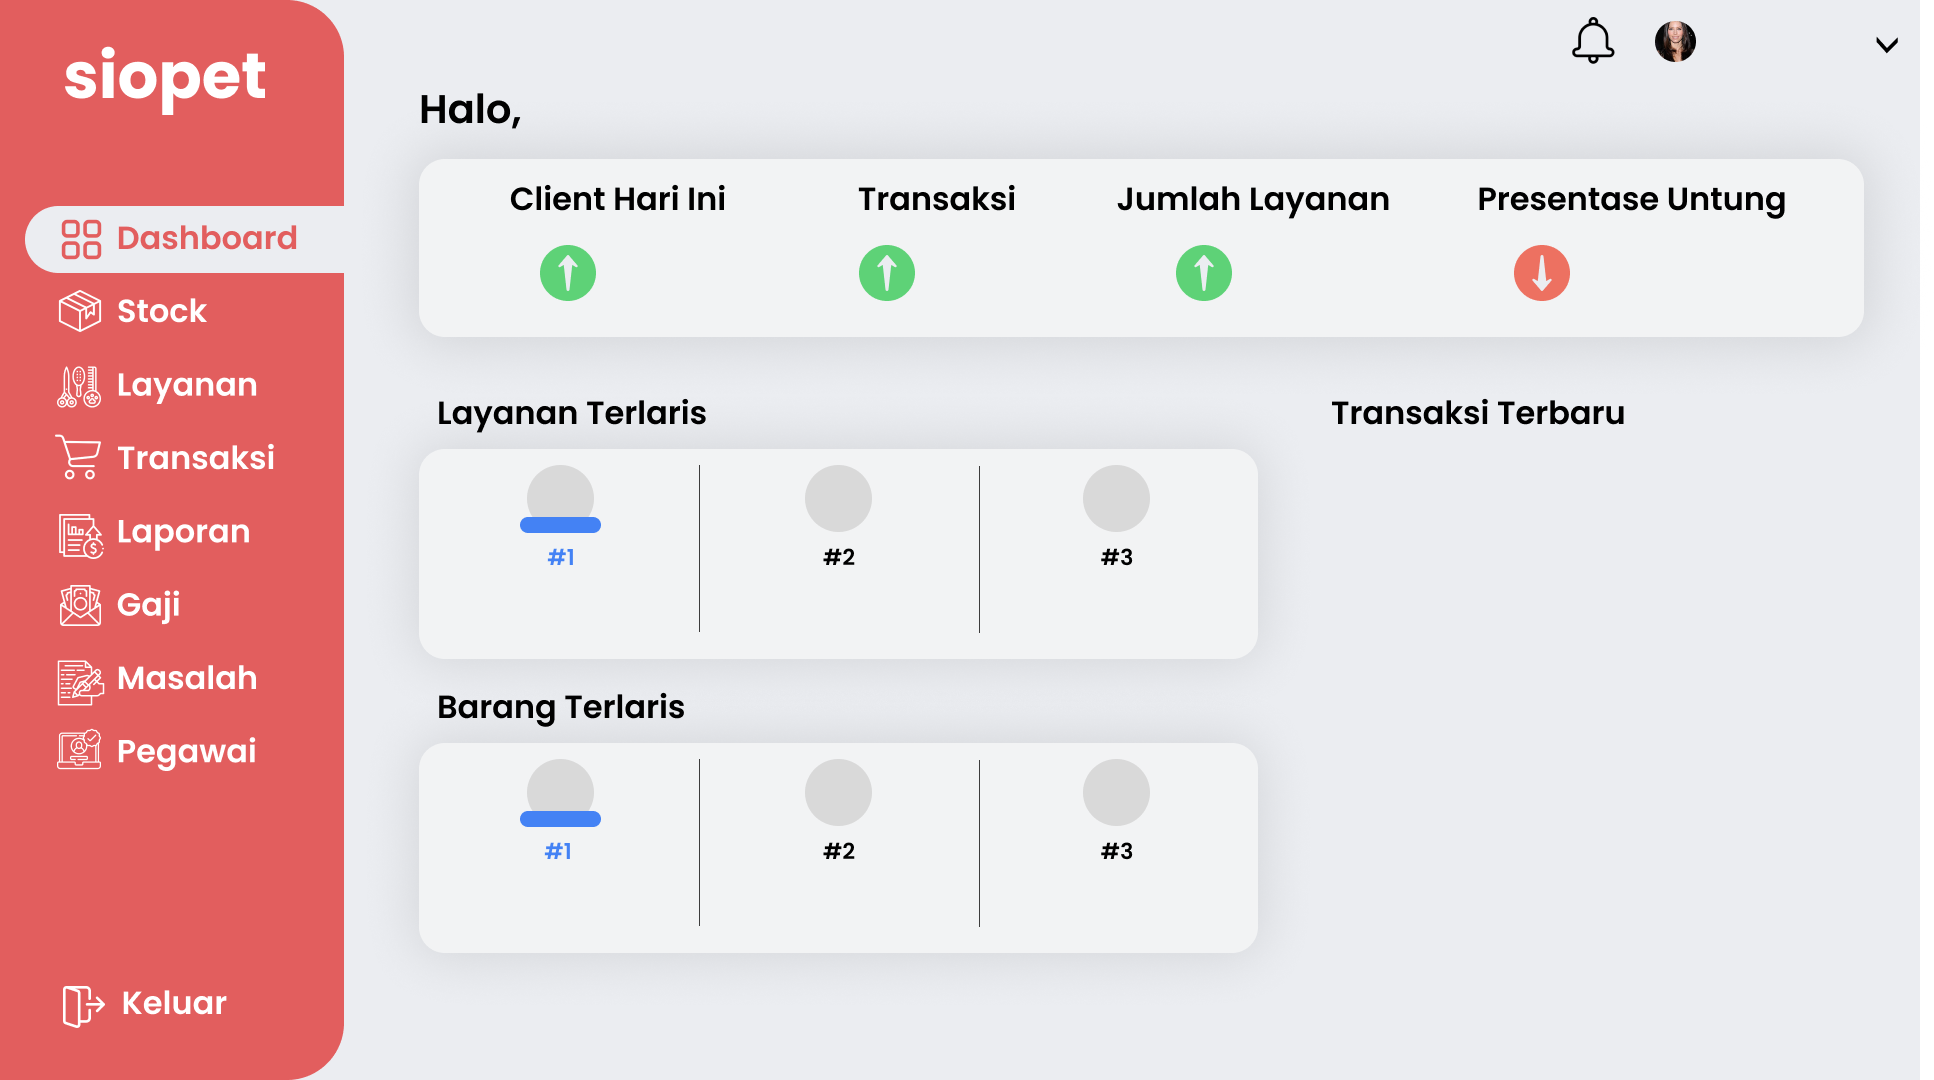 siopet
Dashboard
Stock
Layanan
Transaksi
Laporan
Gaji
Masalah
Pegawai
Keluar
Halo,
Client Hari Ini
Transaksi
Jumlah Layanan
Presentase Untung
Layanan Terlaris
#1
#2
#3
Barang Terlaris
#1
#2
#3
Transaksi Terbaru